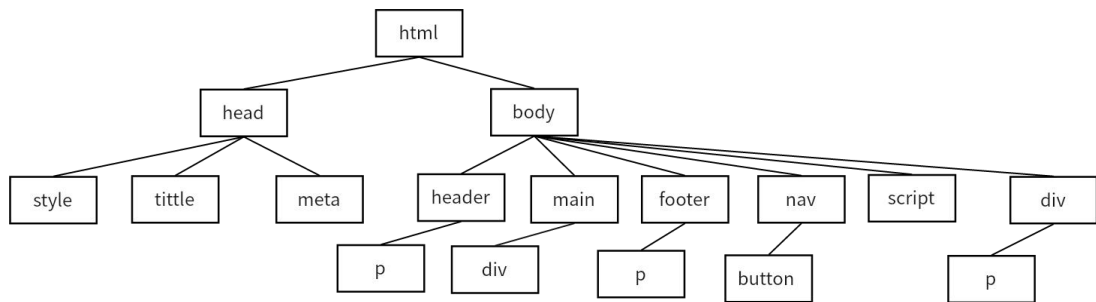 html
head
body
style
tittle
meta
header
main
footer
nav
script
div
p
div
p
button
p